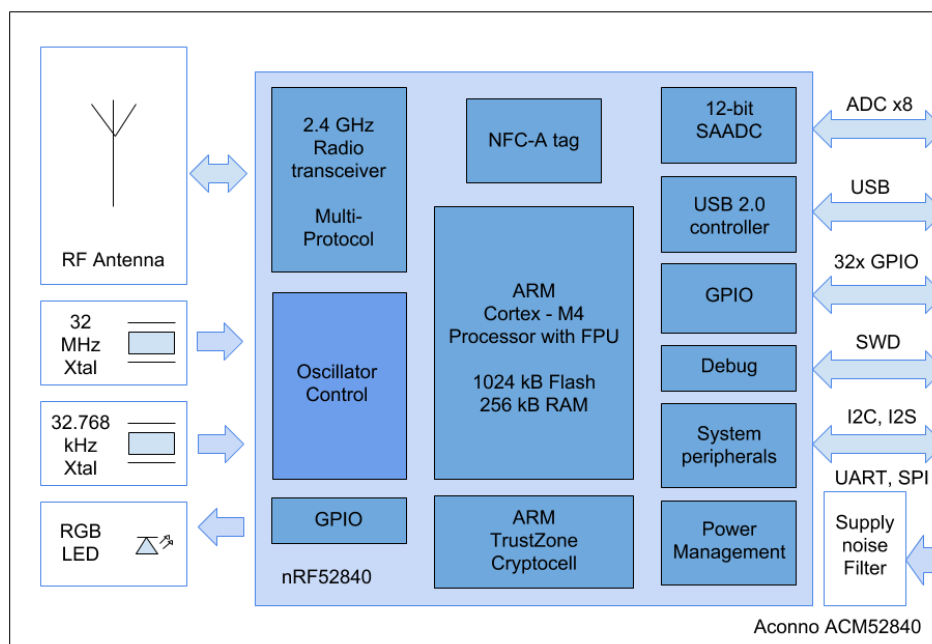 RF Antenna
32
MHz
Xtal
32.768
kHz
Xtal
RGB
LED
2.4 GHz
Radio
transceiver
Multi-
Protocol
Oscillator
Control
GPIO
nRF52840
NFC-A tag
ARM
Cortex - M4
Processor with FPU
1024 kB Flash
256 kB RAM
ARM
TrustZone
Cryptocell
12-bit
SAADC
USB 2.0
controller
GPIO
Debug
System
peripherals
Power
Management
ADC x8
USB
32x GPIO
SWD
I2C, I2S
UART, SPI
Supply
noise
Filter
Aconno ACM52840